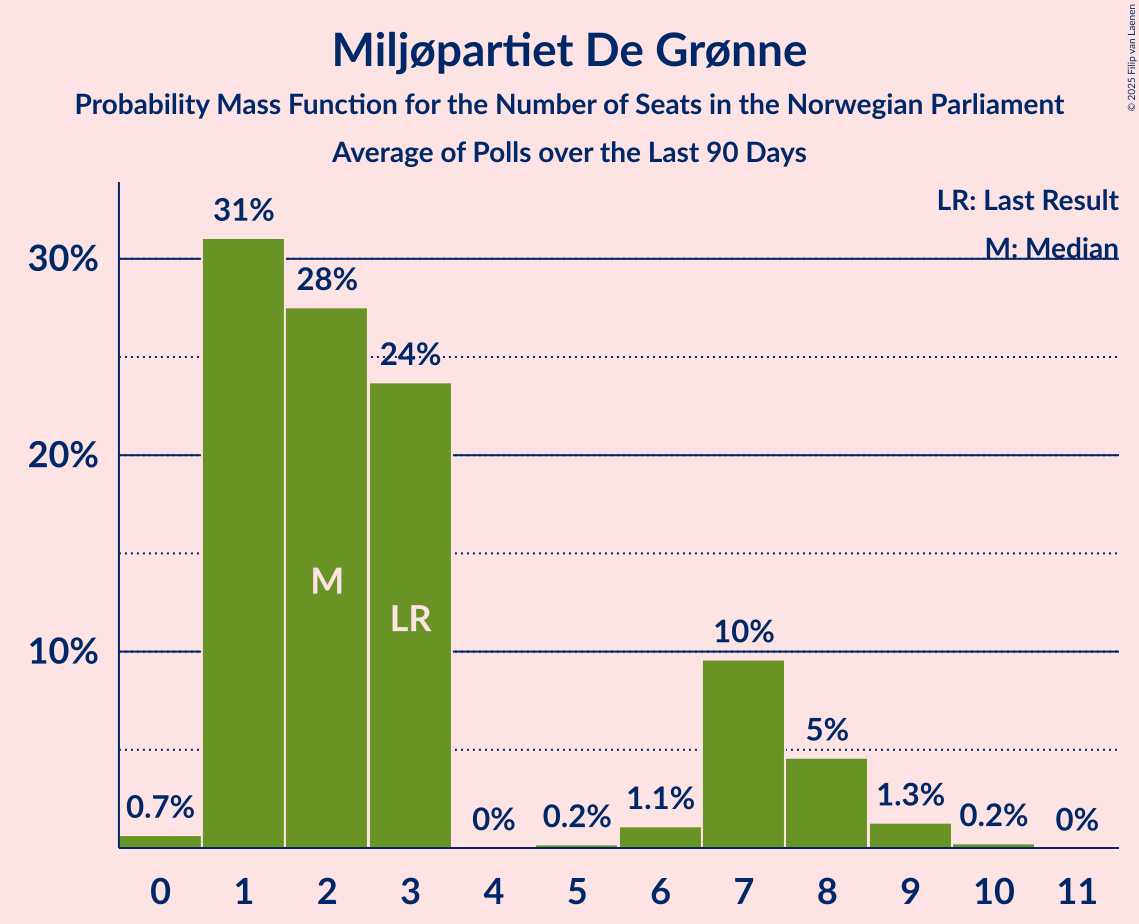 Miljøpartiet De Grønne
Probability Mass Function for the Number of Seats in the Norwegian Parliament
Average of Polls over the Last 90 Days
© 2025 Filip van Laenen
LR: Last Result
M: Median
30%
20%
10%
31%
28%
24%
M
LR
10%
5%
0.7%
0%
0.2%
1.1%
1.3%
0.2%
0%
0 1 2 3 4 5 6 7 8 9 10 11